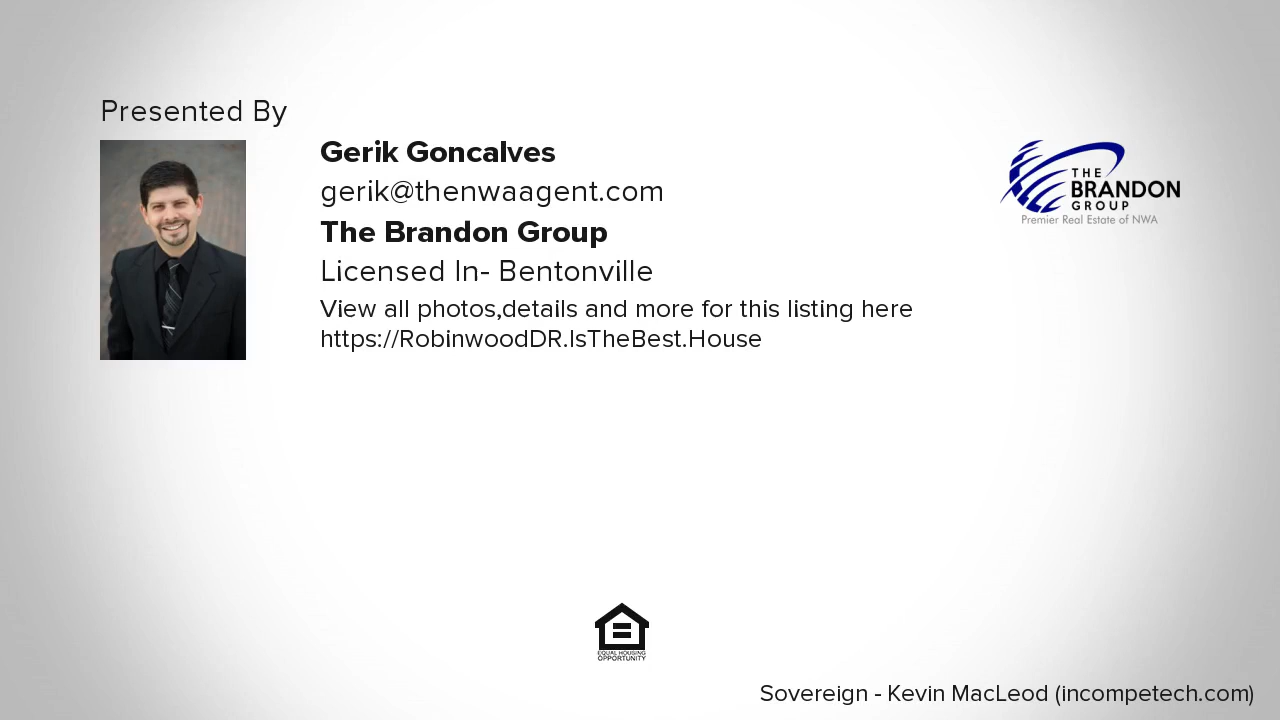 Presented By
Gerik Goncalves
gerik@thenwaagent.com
The Brandon Group
Licensed In- Bentonville
View all photos,details and more for this listing here
https://RobinwoodDR.IsTheBest.House
THE
BRANDON
GROUP
Premier Real Estate of NWA
EQUAL HOUSING
OPPORTUNITY
Sovereign - Kevin MacLeod (incompetech.com)